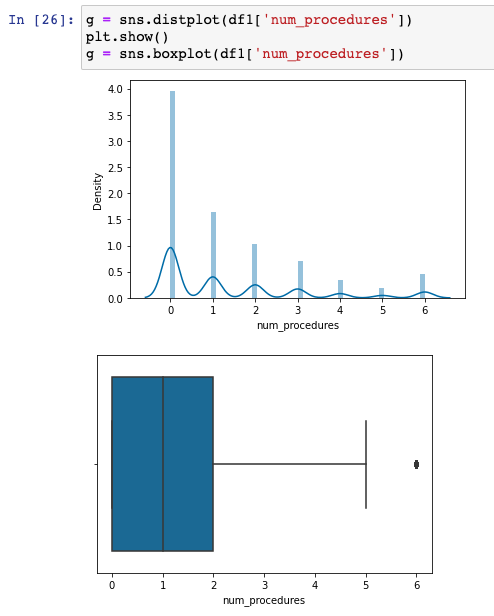 In [26]: g = sns.distplot(df1['num_procedures'])
plt.show()
g = sns.boxplot(df1['num_procedures'])
4.0
3.5
3.0
2.5
2.0
1.5
1.0
0.5
0.0
Density
0 1 2 3 4 5 6
num_procedures
0 1 2 3 4 5 6
num_procedures